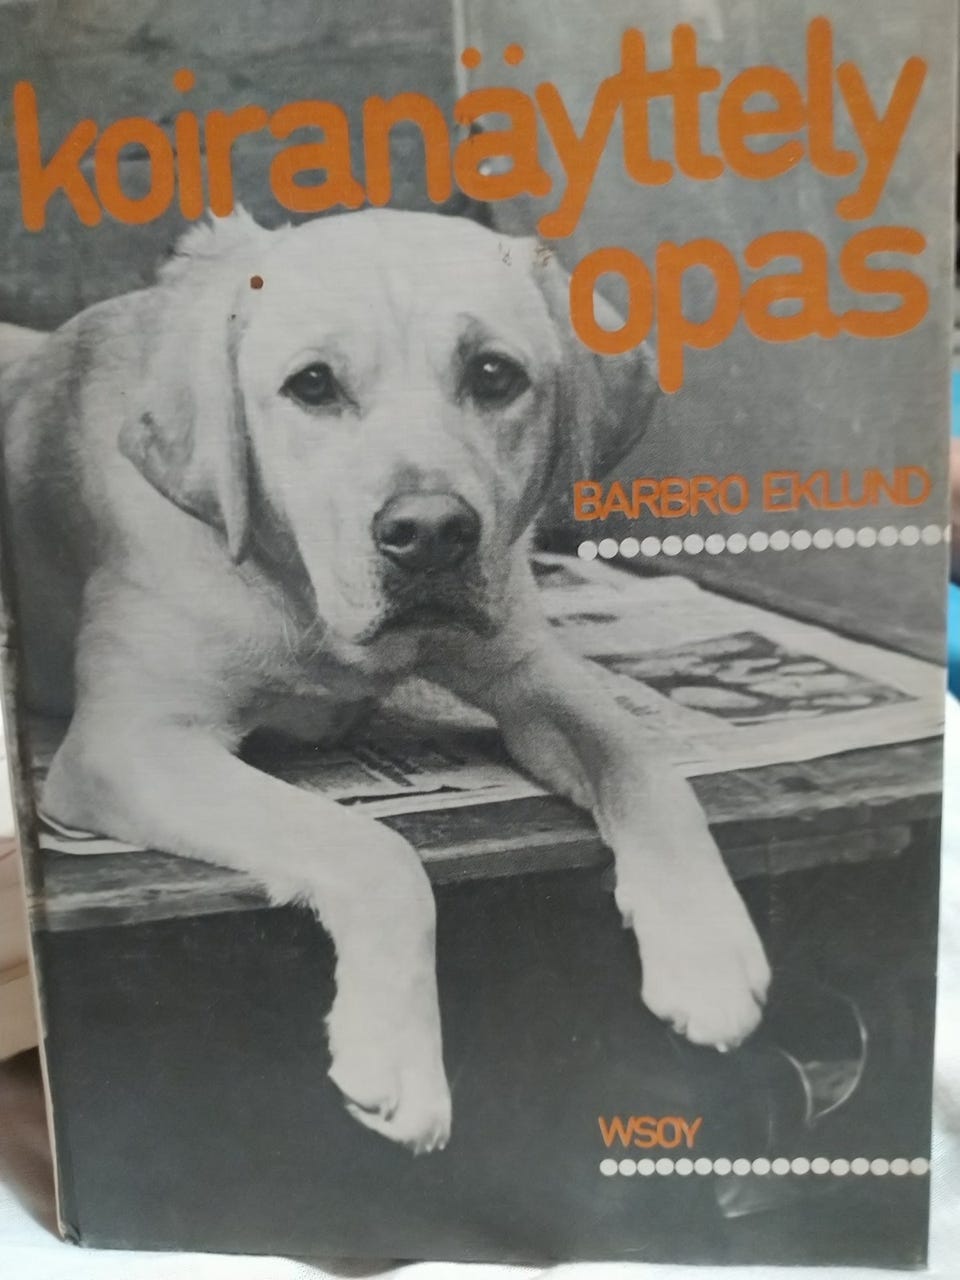 koiranäyttely
opas
BARBRO EKLUND
WSOY